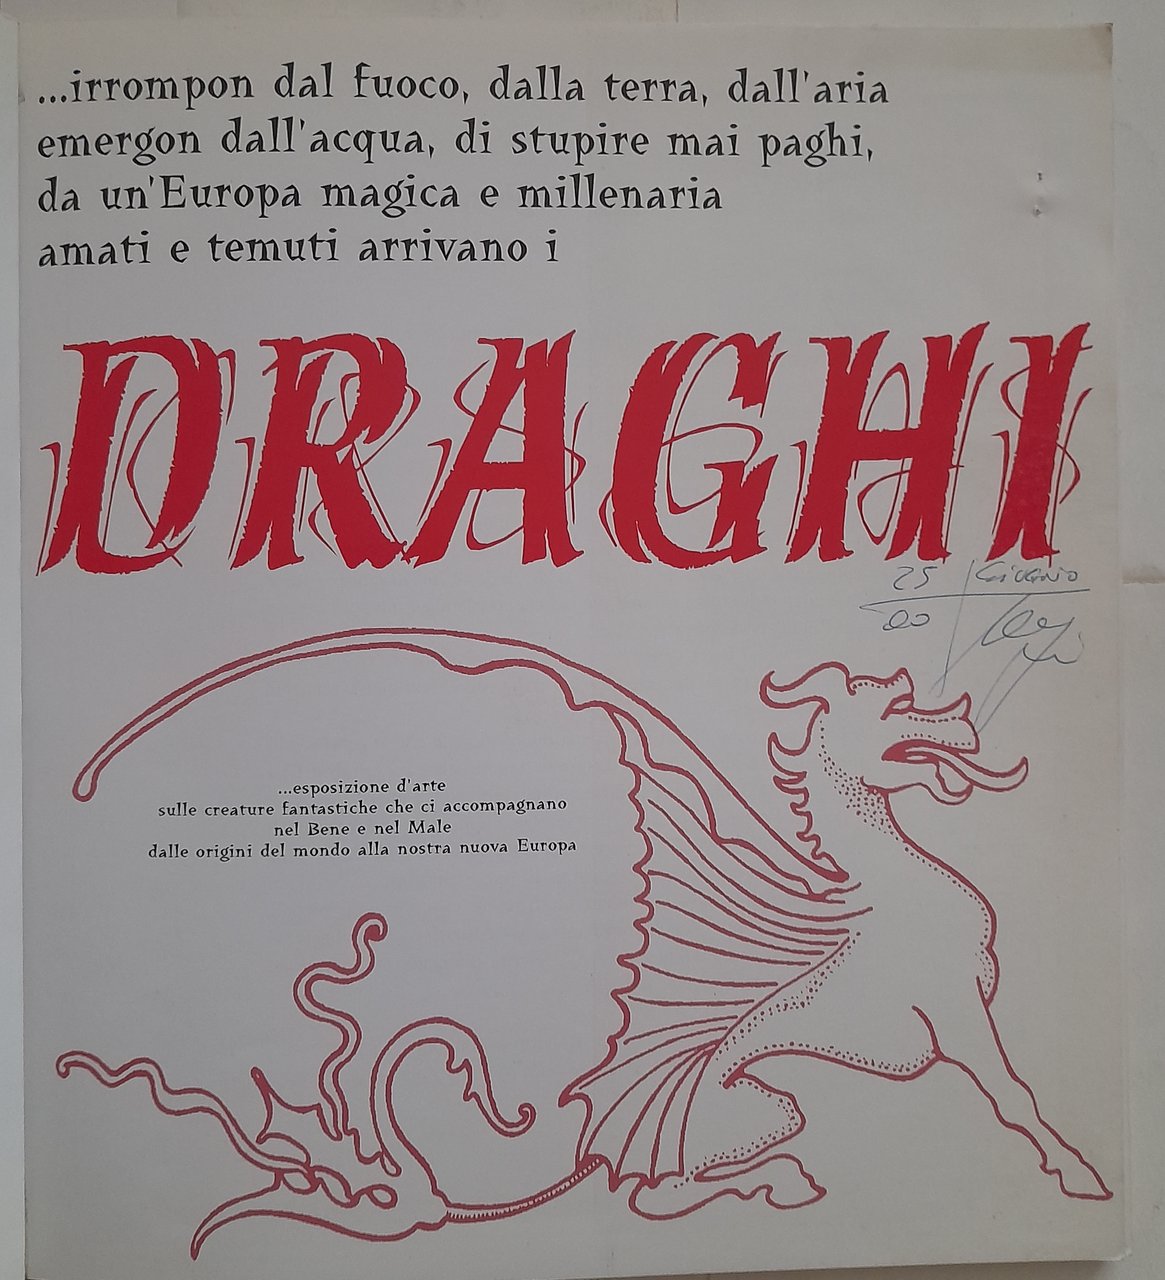 ...irrompon dal fuoco, dalla terra, dall'aria
emergon dall'acqua, di stupire mai paghi,
da un'Europa magica e millenaria
amati e temuti arrivano i
DRAGHI
25 GIUGNO
00
...esposizione d'arte
sulle creature fantastiche che ci accompagnano
nel Bene e nel Male
dalle origini del mondo alla nostra nuova Europa